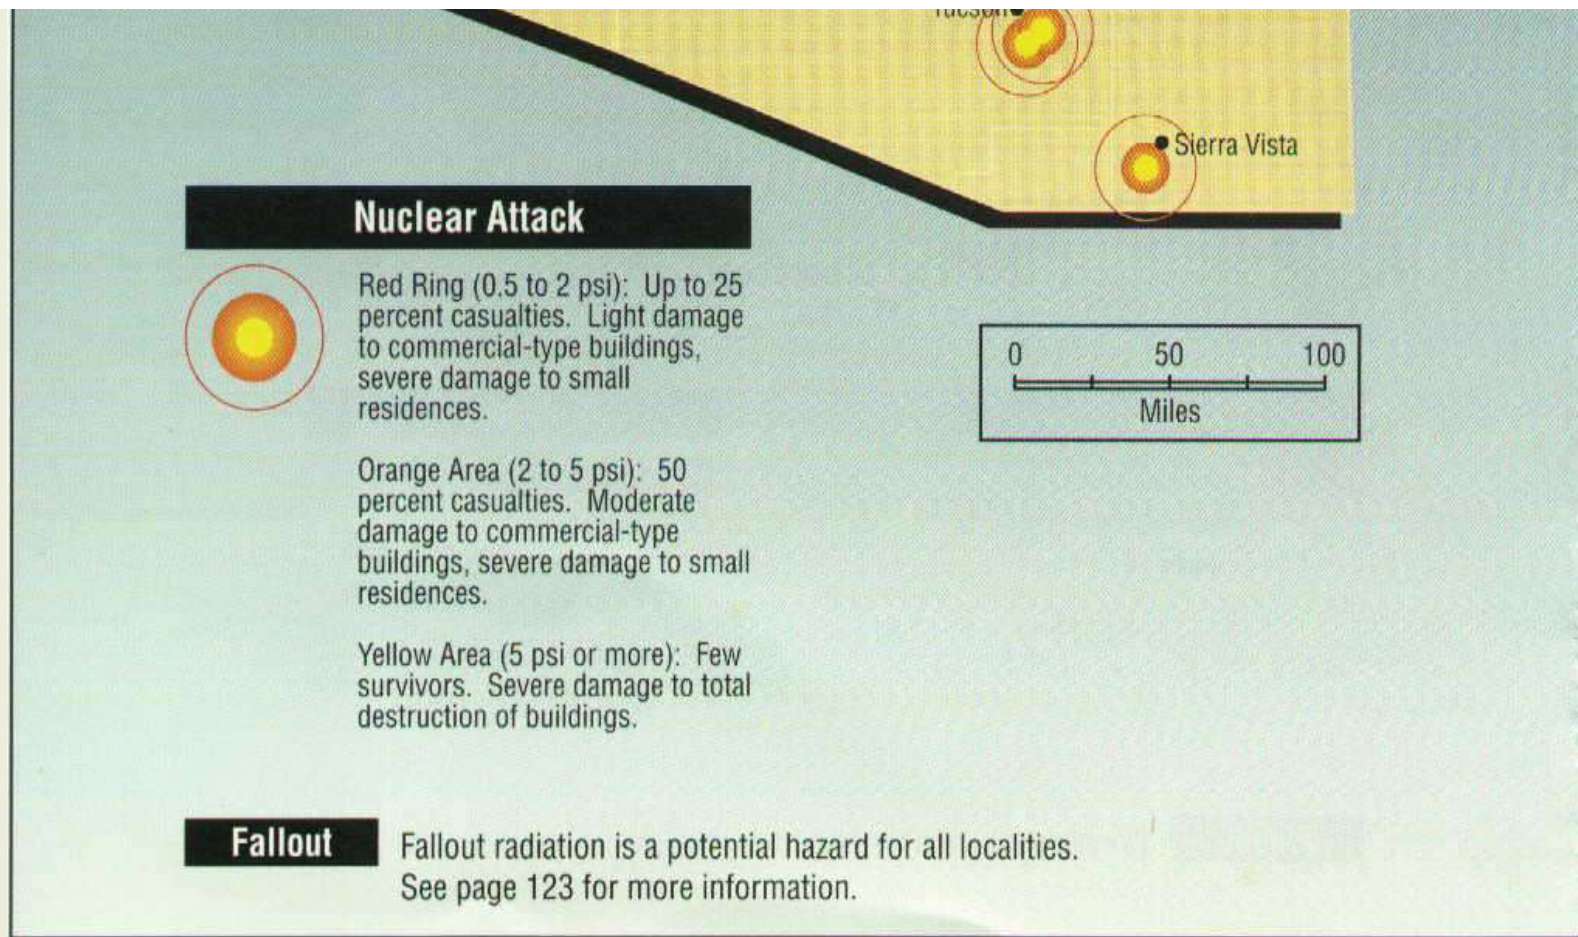 Tucson
Sierra Vista
Nuclear Attack
Red Ring (0.5 to 2 psi): Up to 25
percent casualties. Light damage
to commercial-type buildings,
severe damage to small
residences.
Orange Area (2 to 5 psi): 50
percent casualties. Moderate
damage to commercial-type
buildings, severe damage to small
residences.
Yellow Area (5 psi or more): Few
survivors. Severe damage to total
destruction of buildings.
0 50 100
Miles
Fallout
Fallout radiation is a potential hazard for all localities.
See page 123 for more information.